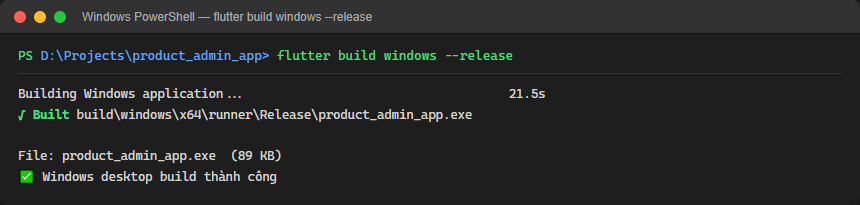 Windows PowerShell — flutter build windows --release
PS D:\Projects\product_admin_app> flutter build windows --release
Building Windows application... 21.5s
√ Built build\windows\x64\runner\Release\product_admin_app.exe
File: product_admin_app.exe (89 KB)
✅ Windows desktop build thành công